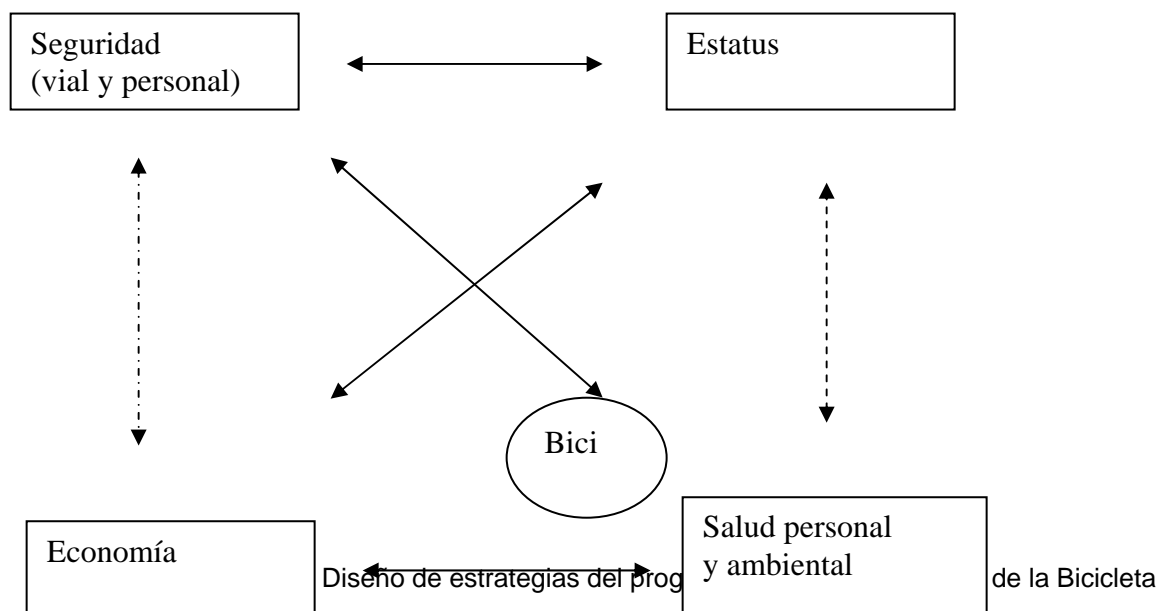 Seguridad
(vial y personal)
Estatus
Bici
Economía
Salud personal
y ambiental
Diseño de estrategias del prog
de la Bicicleta